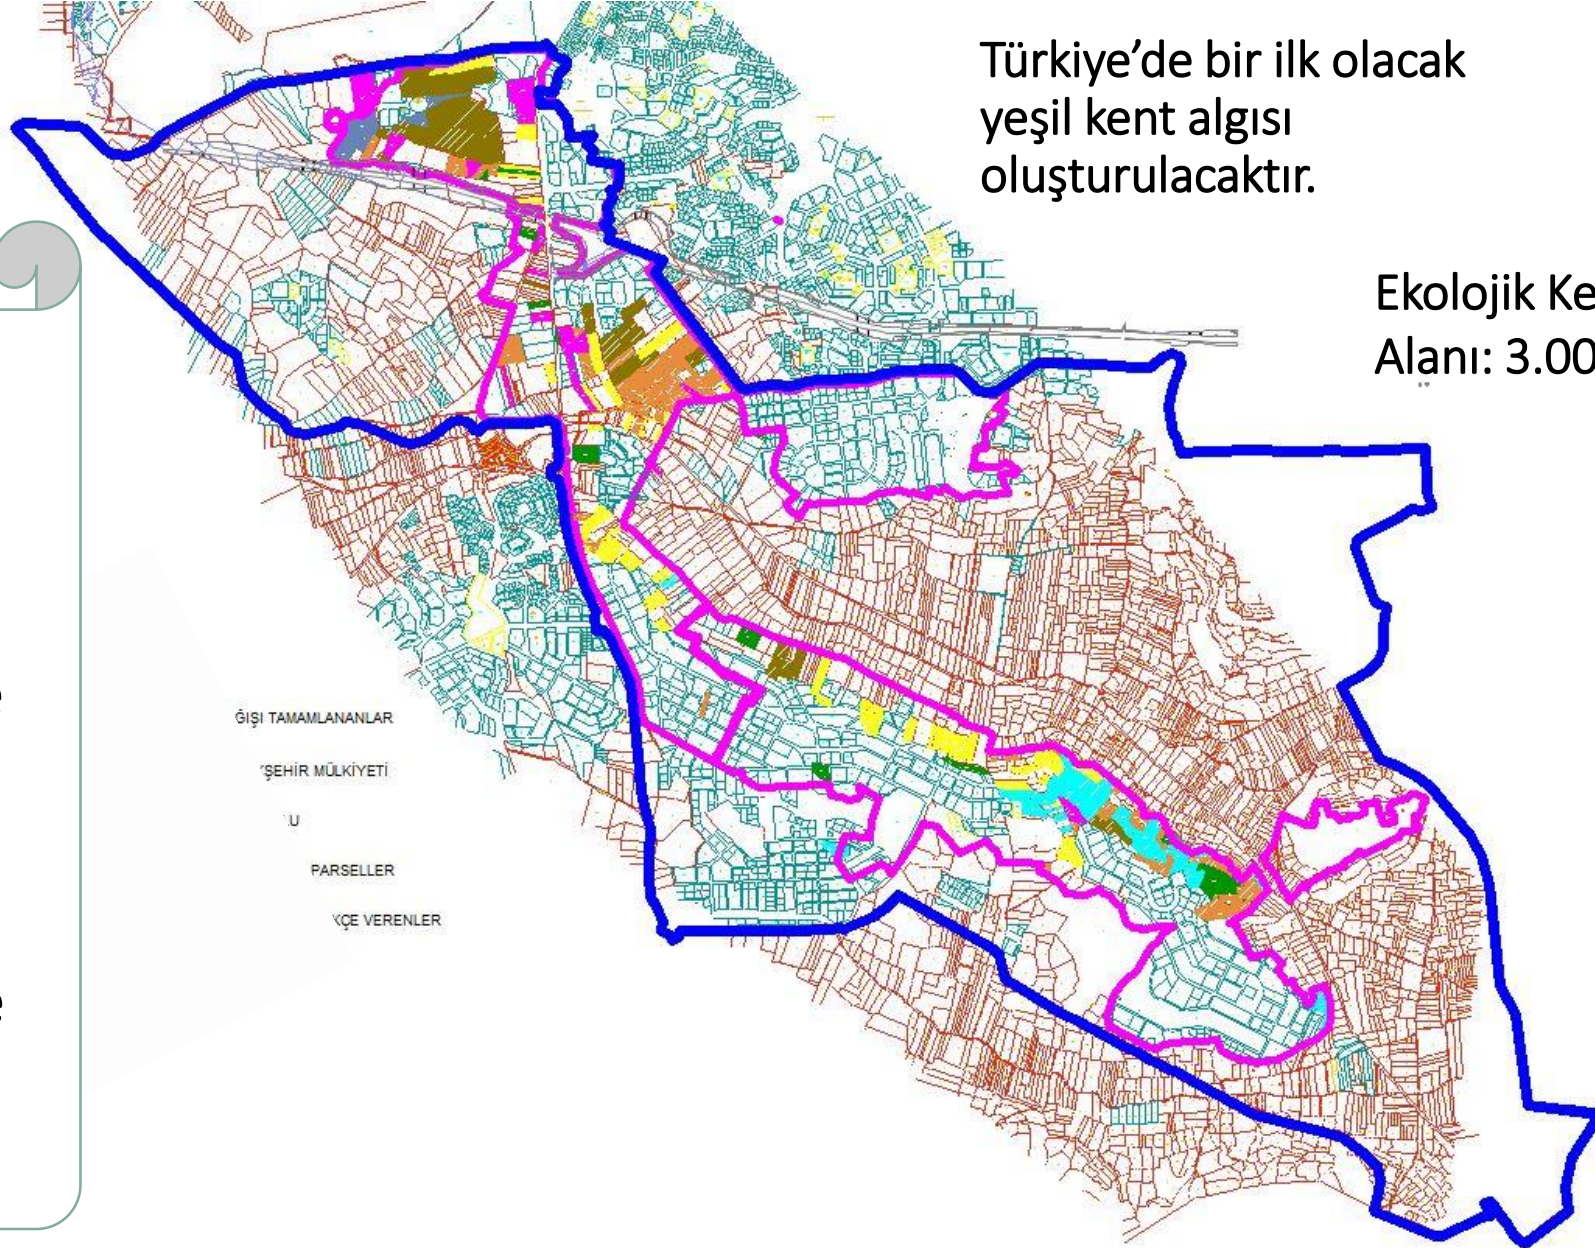 Türkiye’de bir ilk olacak
yeşil kent algısı
oluşturulacaktır.
Ekolojik Ke
Alanı: 3.00
ĞIŞI TAMAMLANANLAR
ŞEHİR MÜLKİYETİ
.U
PARSELLER
KÇE VERENLER
e
e